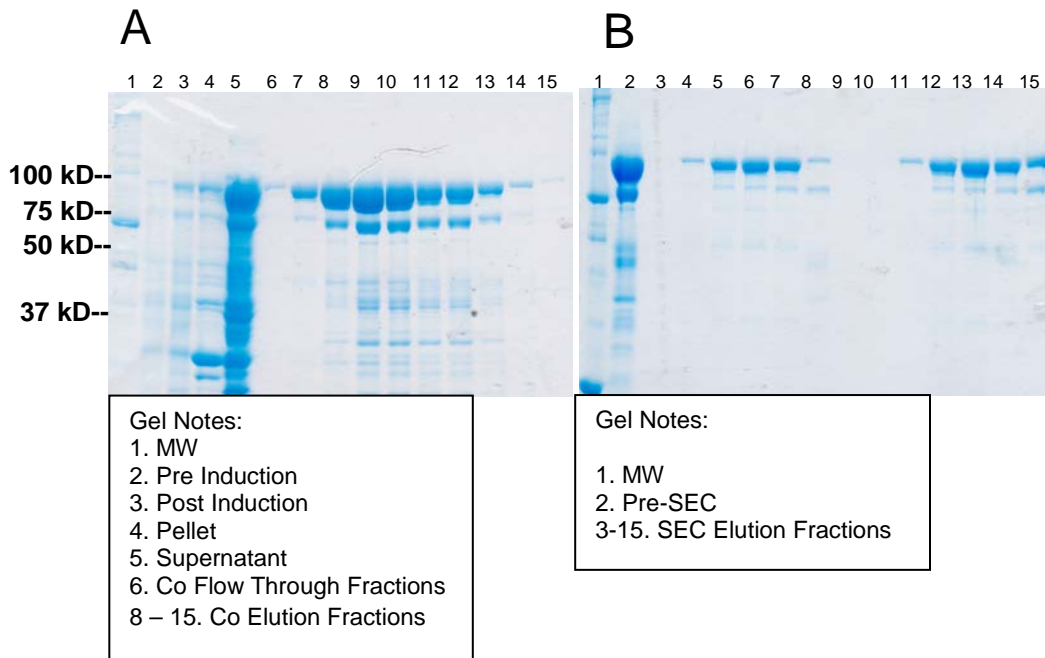 A
B
1 2 3 4 5 6 7 8 9 10 11 12 13 14 15
1 2 3 4 5 6 7 8 9 10 11 12 13 14 15
100 kD--
75 kD--
50 kD--
37 kD--
Gel Notes:
1. MW
2. Pre Induction
3. Post Induction
4. Pellet
5. Supernatant
6. Co Flow Through Fractions
8 – 15. Co Elution Fractions
Gel Notes:
1. MW
2. Pre-SEC
3-15. SEC Elution Fractions